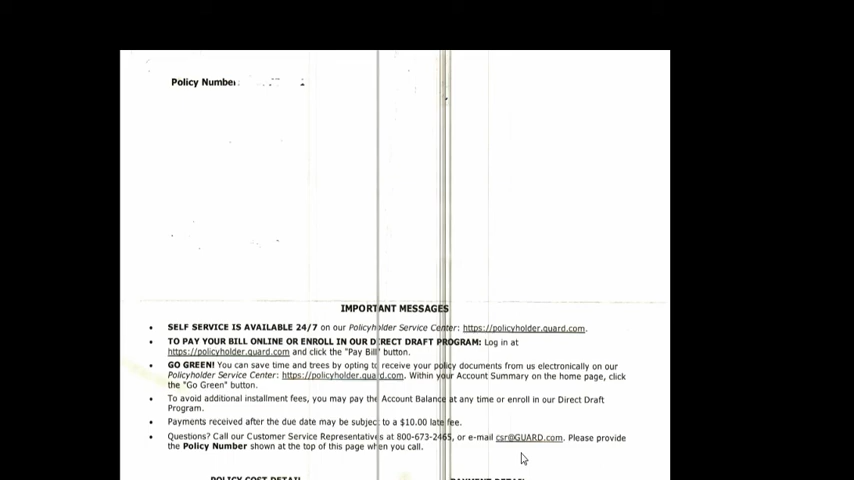 Policy Number:
IMPORTANT MESSAGES
• SELF SERVICE IS AVAILABLE 24/7 on our Policyholder Service Center: https://policyholder.guard.com.
• TO PAY YOUR BILL ONLINE OR ENROLL IN OUR DIRECT DRAFT PROGRAM: Log in at
https://policyholder.guard.com and click the "Pay Bill" button.
• GO GREEN! You can save time and trees by opting to receive your policy documents from us electronically on our
Policyholder Service Center: https://policyholder.guard.com. Within your Account Summary on the home page, click
the "Go Green" button.
• To avoid additional installment fees, you may pay the Account Balance at any time or enroll in our Direct Draft
Program.
• Payments received after the due date may be subject to a $10.00 late fee.
• Questions? Call our Customer Service Representatives at 800-673-2465, or e-mail csr@GUARD.com. Please provide
the Policy Number shown at the top of this page when you call.
POLICY COST DETAIL PAYMENT DETAIL